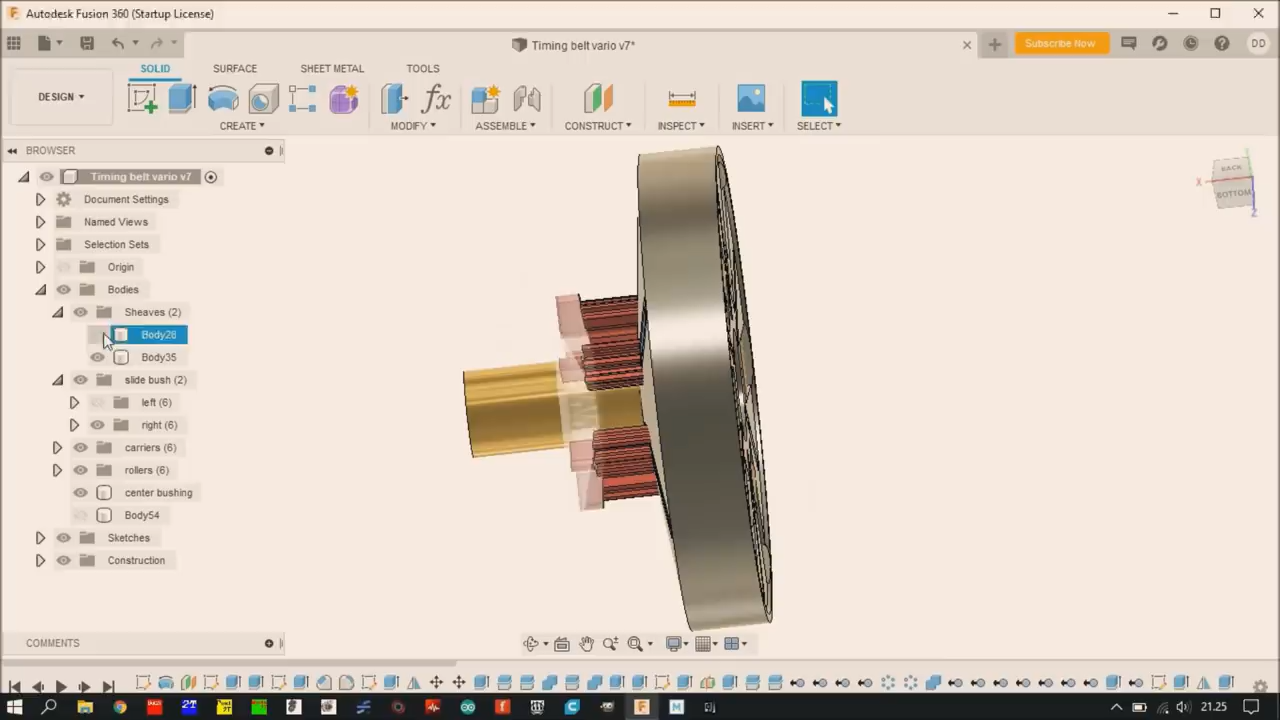 Autodesk Fusion 360 (Startup License)
Timing belt vario v7*
Subscribe Now
DD
DESIGN
SOLID
SURFACE
SHEET METAL
TOOLS
CREATE
MODIFY
ASSEMBLE
CONSTRUCT
INSPECT
INSERT
SELECT
BROWSER
Timing belt vario v7
Document Settings
Named Views
Selection Sets
Origin
Bodies
Sheaves (2)
Body28
Body35
slide bush (2)
left (6)
right (6)
carriers (6)
rollers (6)
center bushing
Body54
Sketches
Construction
BACK
X
BOTTOM
Z
COMMENTS
21.25